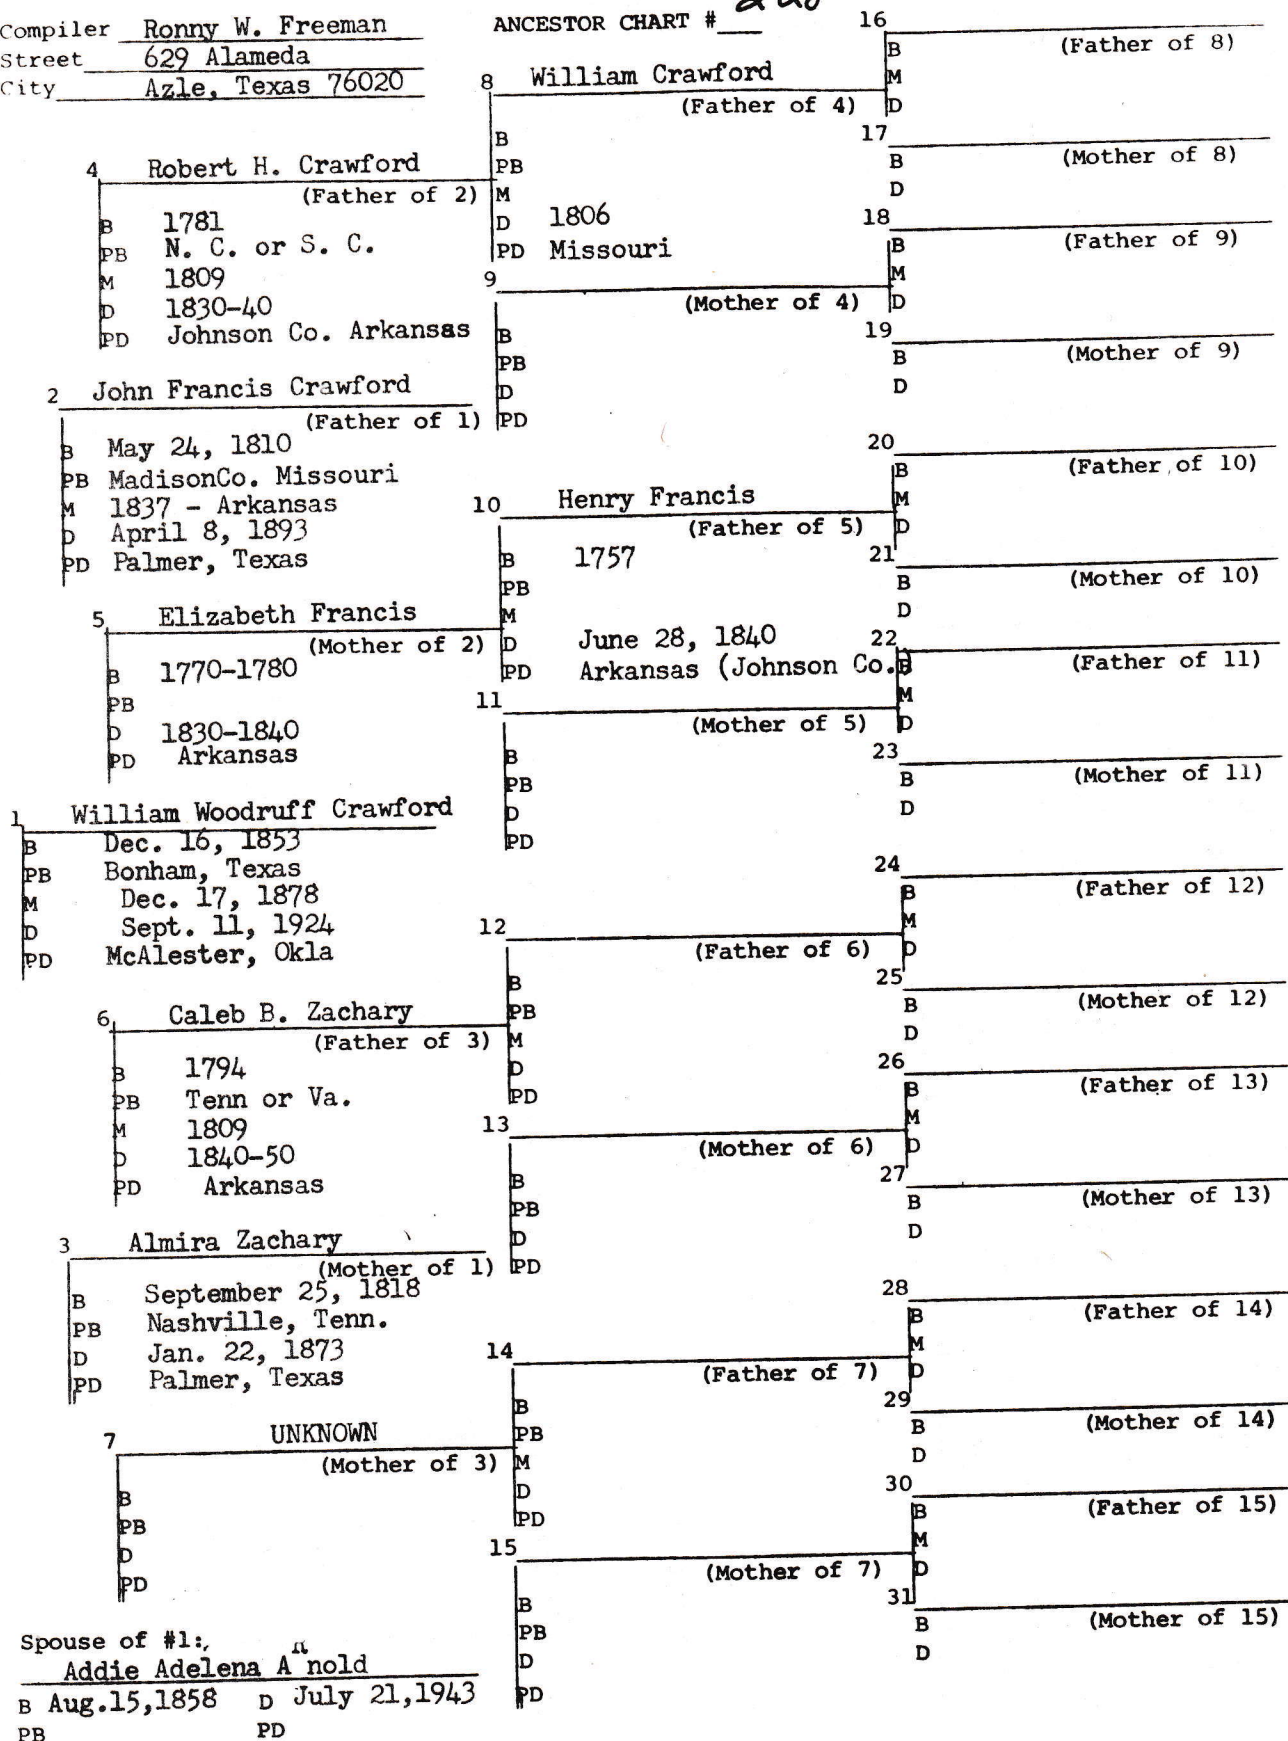 Compiler Ronny W. Freeman
Street 629 Alameda
City Azle, Texas 76020
ANCESTOR CHART #
1 William Woodruff Crawford
B Dec. 16, 1853
PB Bonham, Texas
M Dec. 17, 1878
D Sept. 11, 1924
PD McAlester, Okla
2 John Francis Crawford
(Father of 1)
B May 24, 1810
PB MadisonCo. Missouri
M 1837 - Arkansas
D April 8, 1893
PD Palmer, Texas
3 Almira Zachary
(Mother of 1)
B September 25, 1818
PB Nashville, Tenn.
D Jan. 22, 1873
PD Palmer, Texas
4 Robert H. Crawford
(Father of 2)
B 1781
PB N. C. or S. C.
M 1809
D 1830-40
PD Johnson Co. Arkansas
5 Elizabeth Francis
(Mother of 2)
B 1770-1780
PB
D 1830-1840
PD Arkansas
6 Caleb B. Zachary
(Father of 3)
B 1794
PB Tenn or Va.
M 1809
D 1840-50
PD Arkansas
7 UNKNOWN
(Mother of 3)
B
PB
D
PD
Spouse of #1:
Addie Adelena A nold
B Aug.15,1858 D July 21,1943
PB PD
8 William Crawford
(Father of 4)
B
PB
M
D 1806
PD Missouri
9
(Mother of 4)
B
PB
D
PD
10 Henry Francis
(Father of 5)
B 1757
PB
M
D June 28, 1840
PD Arkansas (Johnson Co.)
11
(Mother of 5)
B
PB
D
PD
12
(Father of 6)
B
PB
M
D
PD
13
(Mother of 6)
B
PB
D
PD
14
(Father of 7)
B
PB
M
D
PD
15
(Mother of 7)
B
PB
D
PD
16
(Father of 8)
B
M
D
17
(Mother of 8)
B
D
18
(Father of 9)
B
M
D
19
(Mother of 9)
B
D
20
(Father of 10)
B
M
D
21
(Mother of 10)
B
D
22
(Father of 11)
B
M
D
23
(Mother of 11)
B
D
24
(Father of 12)
B
M
D
25
(Mother of 12)
B
D
26
(Father of 13)
B
M
D
27
(Mother of 13)
B
D
28
(Father of 14)
B
M
D
29
(Mother of 14)
B
D
30
(Father of 15)
B
M
D
31
(Mother of 15)
B
D